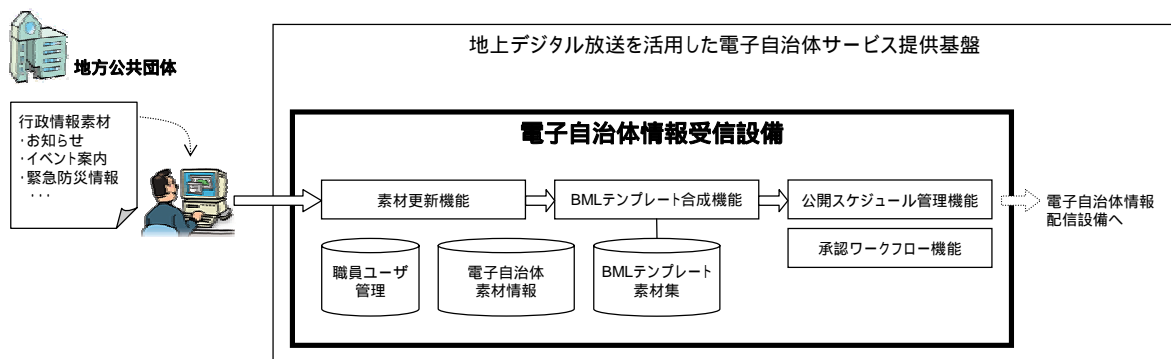 地上デジタル放送を活用した電子自治体サービス提供基盤
地方公共団体
行政情報素材
・お知らせ
・イベント案内
・緊急防災情報
・・・
電子自治体情報受信設備
素材更新機能
BMLテンプレート合成機能
公開スケジュール管理機能
電子自治体情報
配信設備へ
承認ワークフロー機能
職員ユーザ
管理
電子自治体
素材情報
BMLテンプレート
素材集